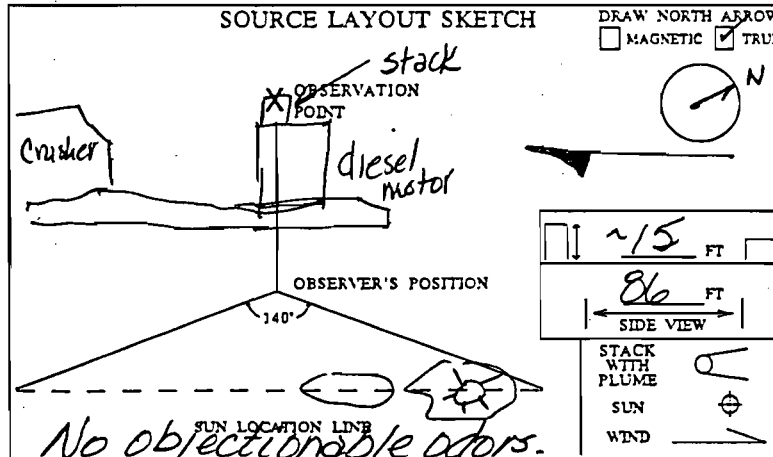 SOURCE LAYOUT SKETCH
DRAW NORTH ARROW
MAGNETIC
TRU
N
stack
X OBSERVATION
POINT
Crusher
diesel
motor
~15 FT
OBSERVER'S POSITION
86 FT
140°
SIDE VIEW
STACK
WITH
PLUME
SUN
WIND
SUN LOCATION LINE
No objectionable odors.